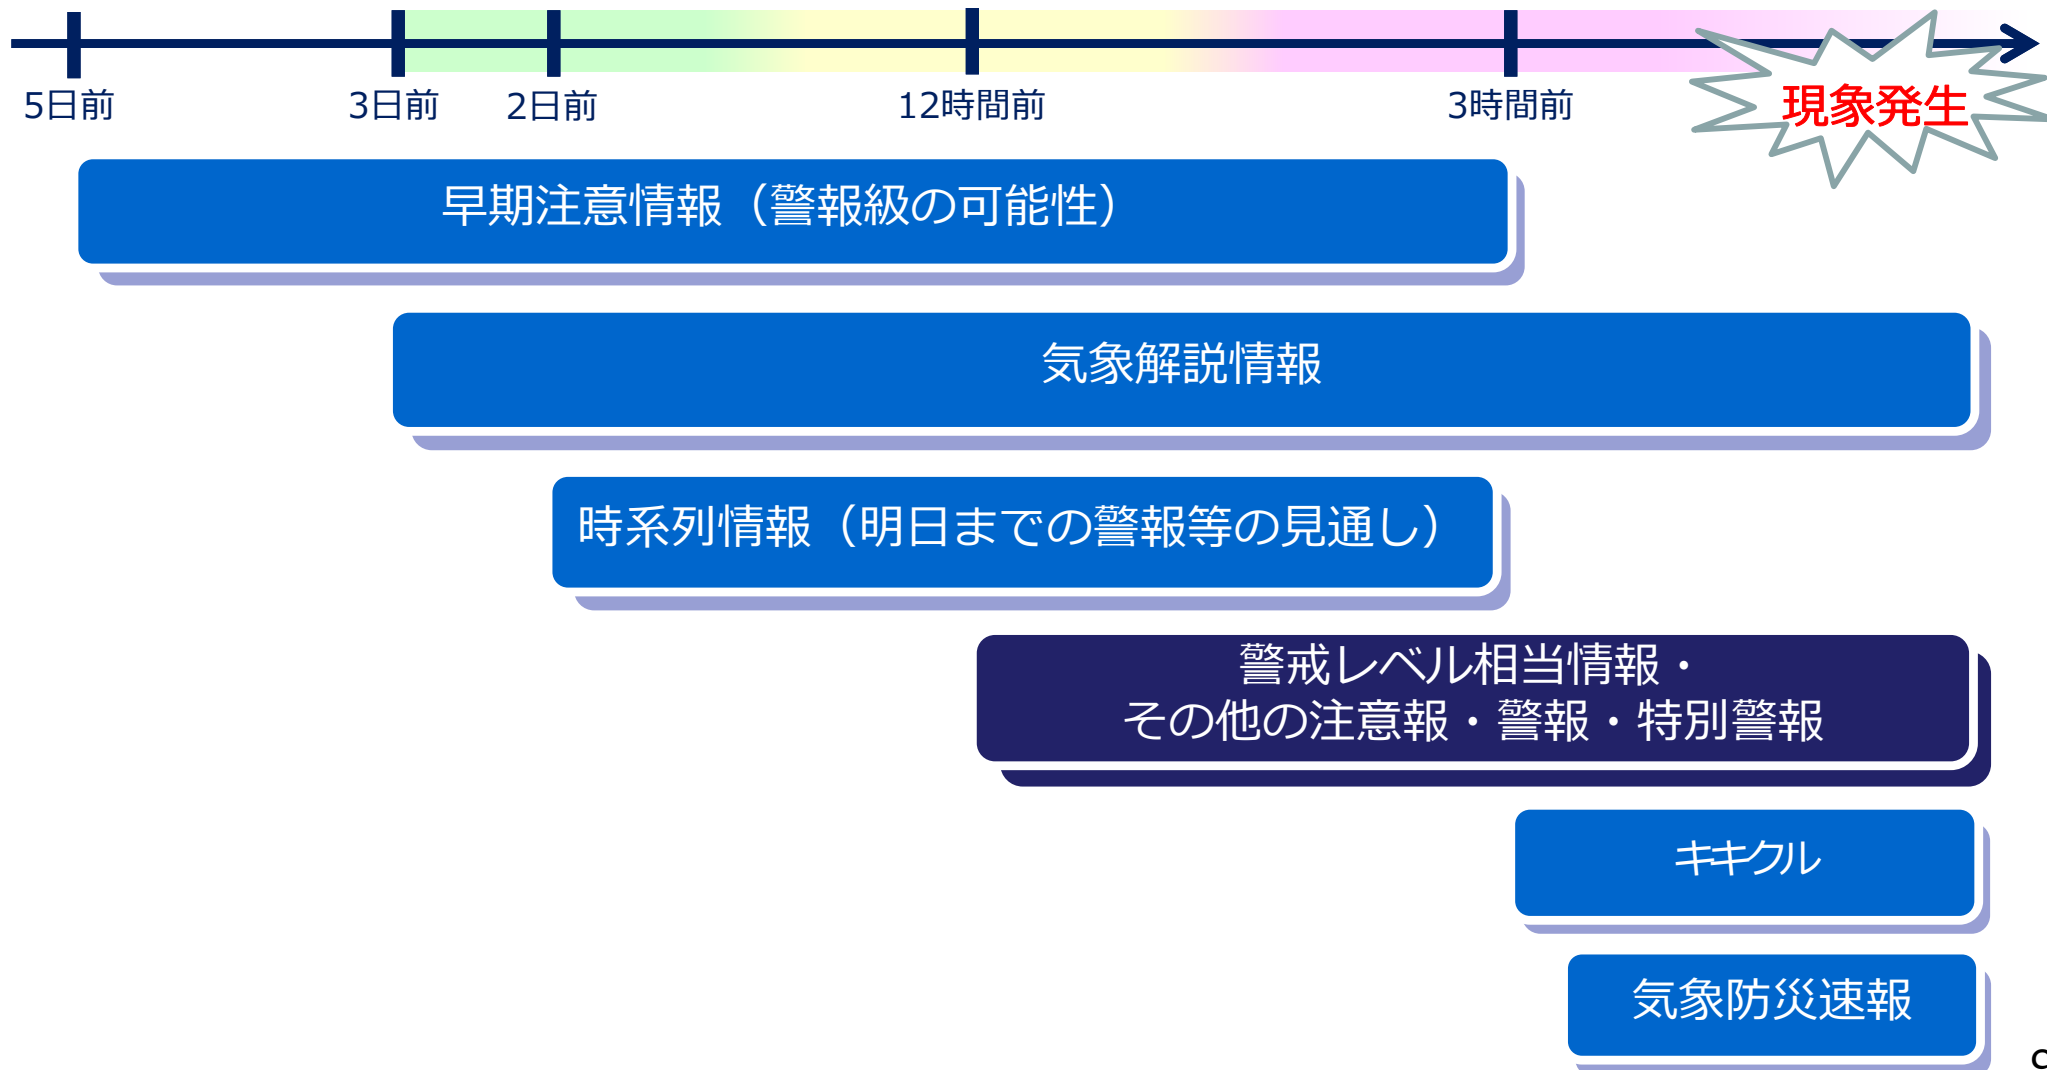 5日前
3日前
2日前
12時間前
3時間前
現象発生
早期注意情報（警報級の可能性）
気象解説情報
時系列情報（明日までの警報等の見通し）
警戒レベル相当情報・
その他の注意報・警報・特別警報
キキクル
気象防災速報